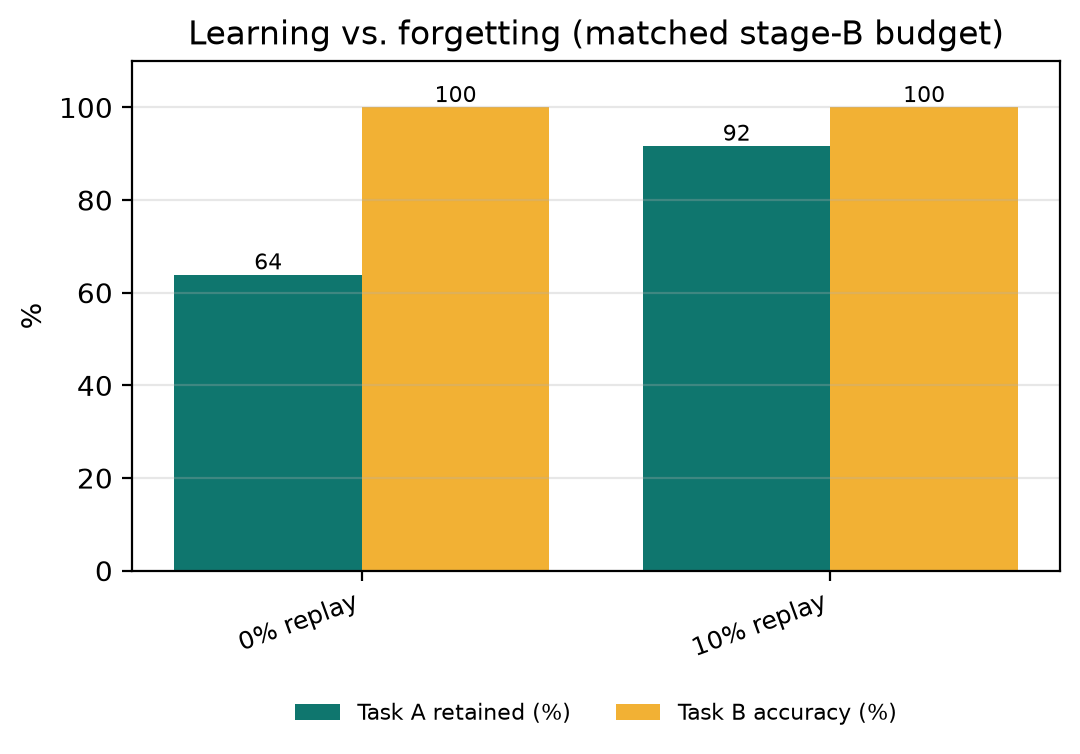 Learning vs. forgetting (matched stage-B budget)
%
100
80
60
40
20
0
64
100
92
100
0% replay
10% replay
Task A retained (%)
Task B accuracy (%)